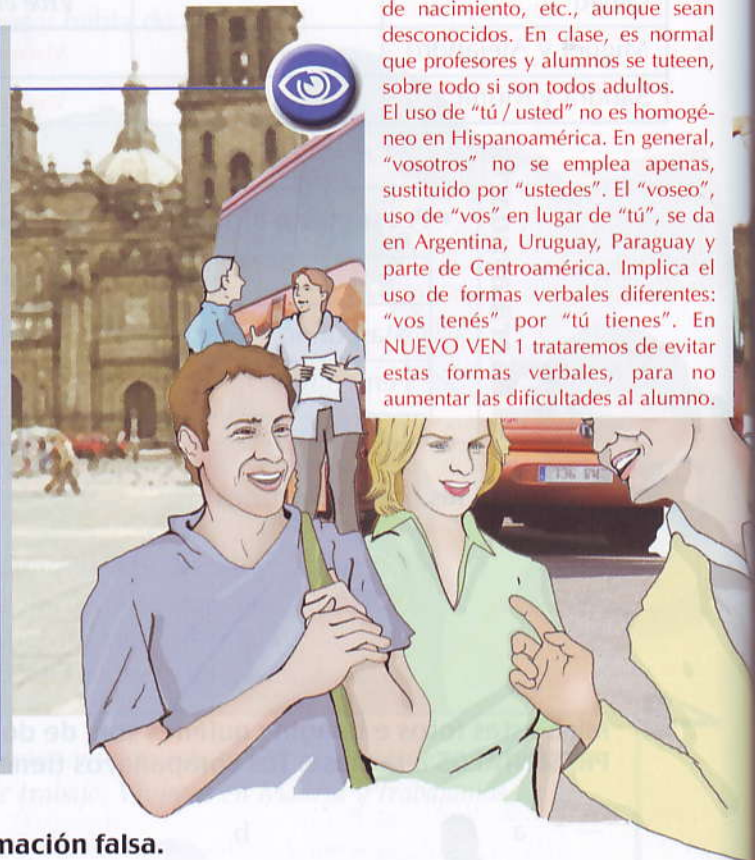 de nacimiento, etc., aunque sean
desconocidos. En clase, es normal
que profesores y alumnos se tuteen,
sobre todo si son todos adultos.
El uso de “tú / usted” no es homogé-
neo en Hispanoamérica. En general,
“vosotros” no se emplea apenas,
sustituido por “ustedes”. El “voseo”,
uso de “vos” en lugar de “tú”, se da
en Argentina, Uruguay, Paraguay y
parte de Centroamérica. Implica el
uso de formas verbales diferentes:
“vos tenés” por “tú tienes”. En
NUEVO VEN 1 trataremos de evitar
estas formas verbales, para no
aumentar las dificultades al alumno.
mación falsa.